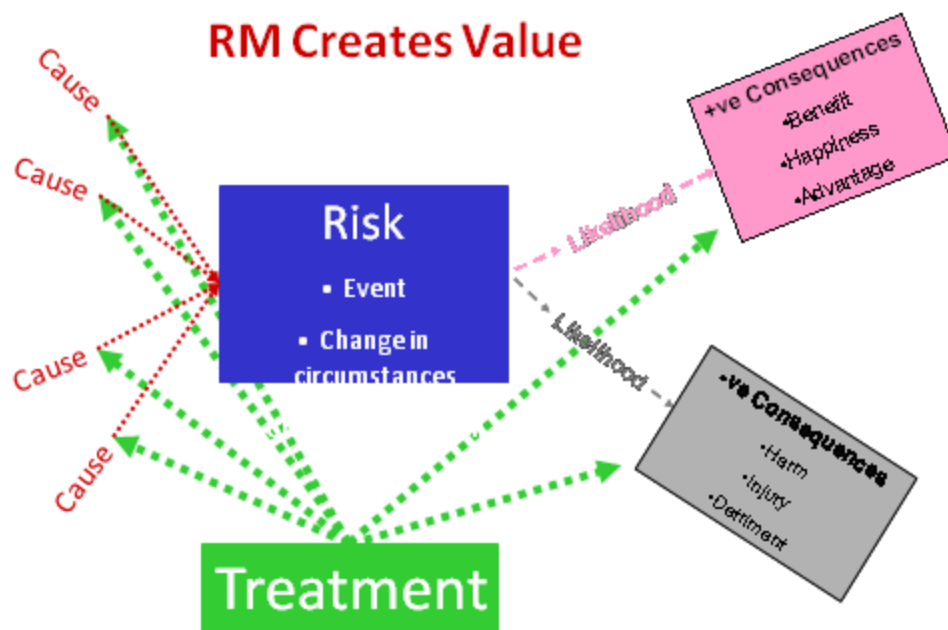 RM Creates Value
Cause
Cause
Cause
Cause
Risk
• Event
• Change in
circumstances
Likelihood
Likelihood
+ve Consequences
•Benefit
•Happiness
•Advantage
-ve Consequences
•Harm
•Injury
•Detriment
Treatment